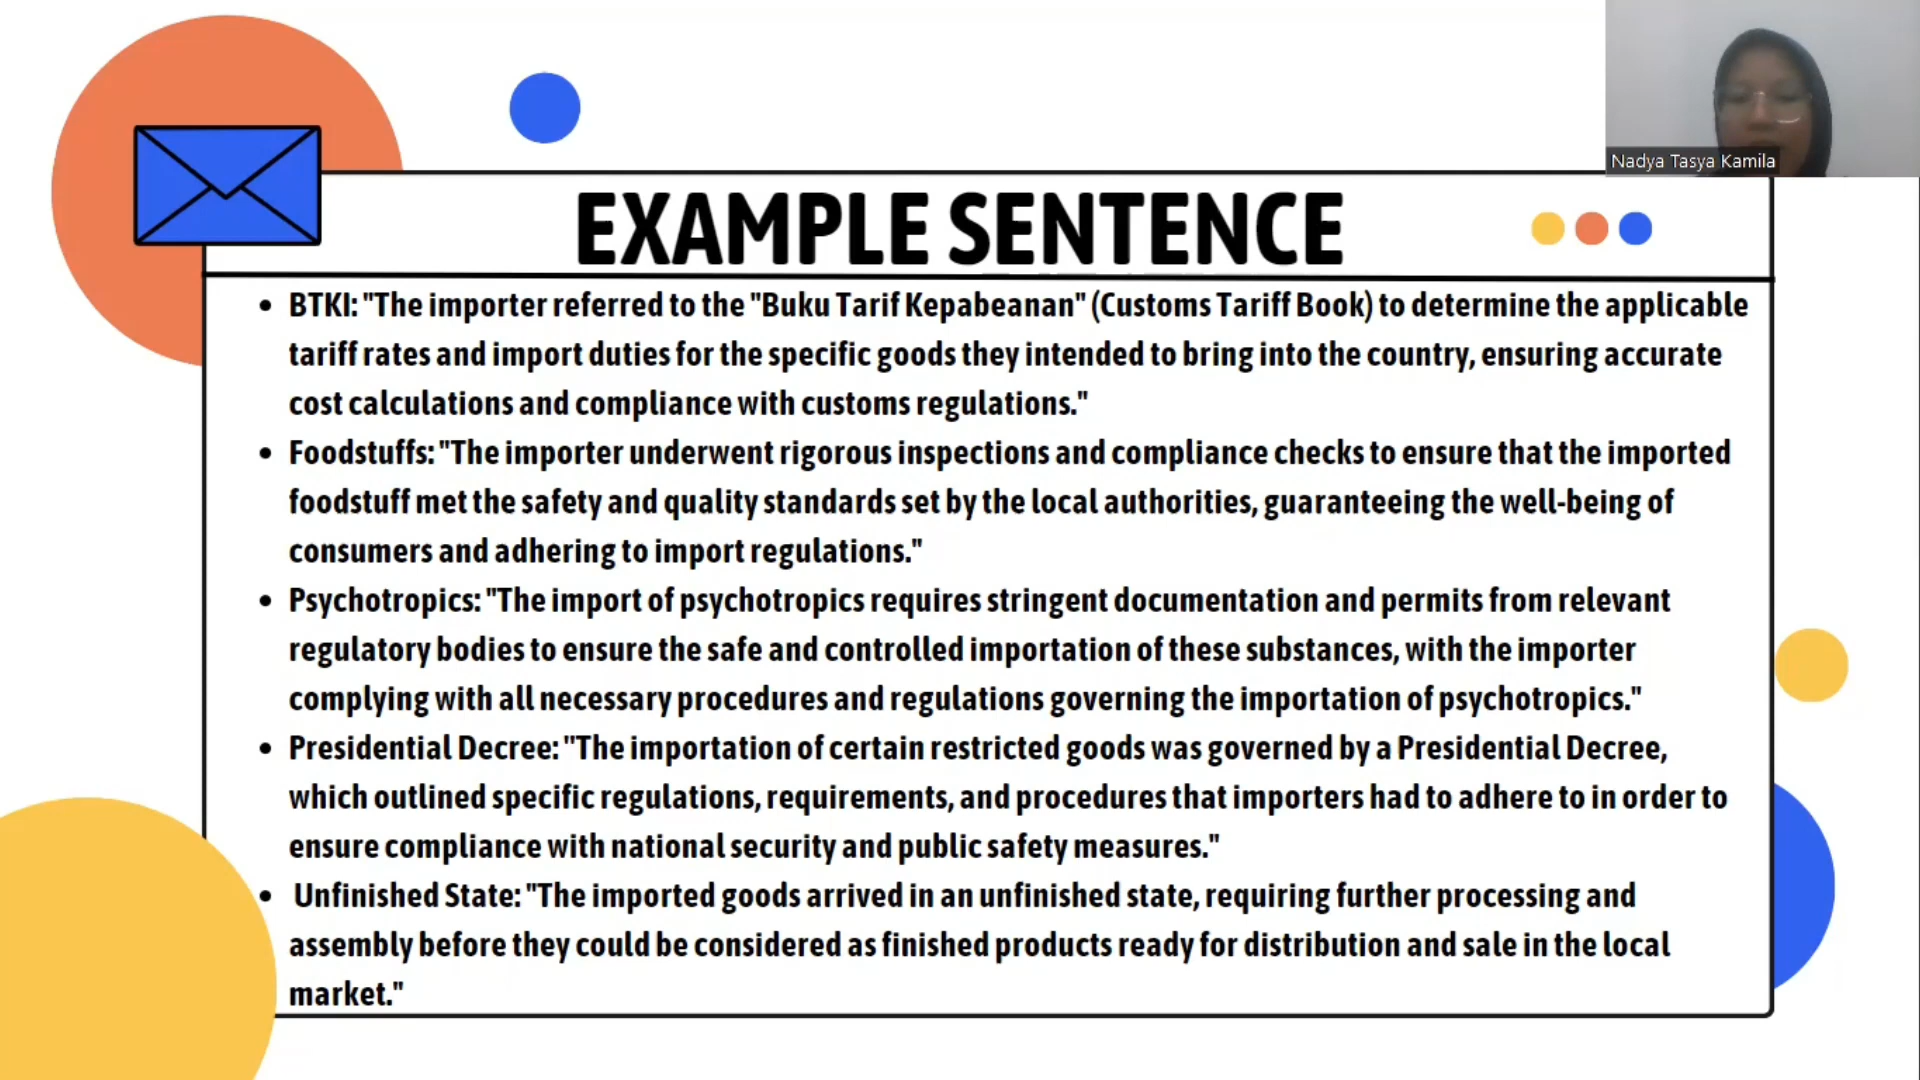 Nadya Tasya Kamila
EXAMPLE SENTENCE
• BTKI: "The importer referred to the "Buku Tarif Kepabeanan" (Customs Tariff Book) to determine the applicable
tariff rates and import duties for the specific goods they intended to bring into the country, ensuring accurate
cost calculations and compliance with customs regulations."
• Foodstuffs: "The importer underwent rigorous inspections and compliance checks to ensure that the imported
foodstuff met the safety and quality standards set by the local authorities, guaranteeing the well-being of
consumers and adhering to import regulations."
• Psychotropics: "The import of psychotropics requires stringent documentation and permits from relevant
regulatory bodies to ensure the safe and controlled importation of these substances, with the importer
complying with all necessary procedures and regulations governing the importation of psychotropics."
• Presidential Decree: "The importation of certain restricted goods was governed by a Presidential Decree,
which outlined specific regulations, requirements, and procedures that importers had to adhere to in order to
ensure compliance with national security and public safety measures."
• Unfinished State: "The imported goods arrived in an unfinished state, requiring further processing and
assembly before they could be considered as finished products ready for distribution and sale in the local
market."